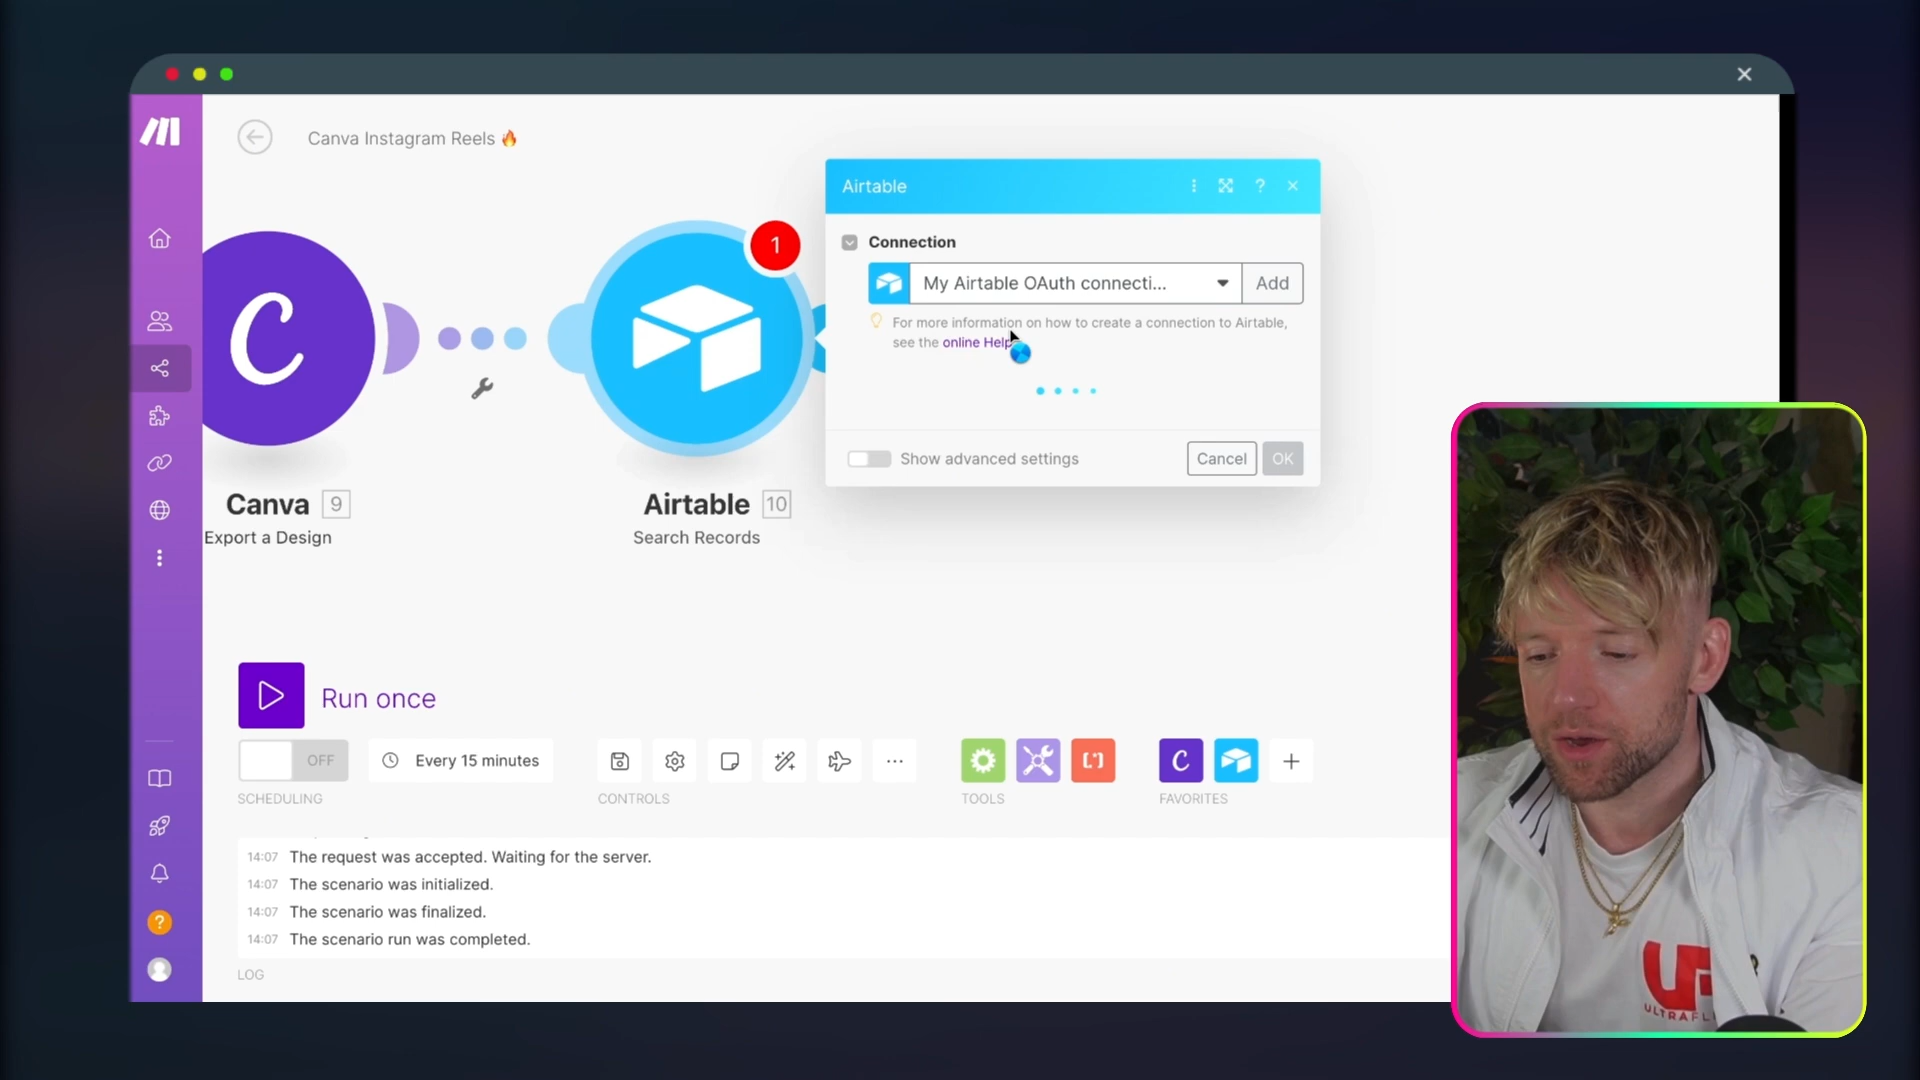 Canva Instagram Reels 🔥
Airtable
?
1
Connection
My Airtable OAuth connecti...
Add
For more information on how to create a connection to Airtable,
see the online Help
Show advanced settings
Cancel
OK
C
Canva 9
Export a Design
Airtable 10
Search Records
Run once
OFF
Every 15 minutes
SCHEDULING
CONTROLS
TOOLS
FAVORITES
14:07 The request was accepted. Waiting for the server.
14:07 The scenario was initialized.
14:07 The scenario was finalized.
14:07 The scenario run was completed.
LOG
?
UF
ULTRAFL